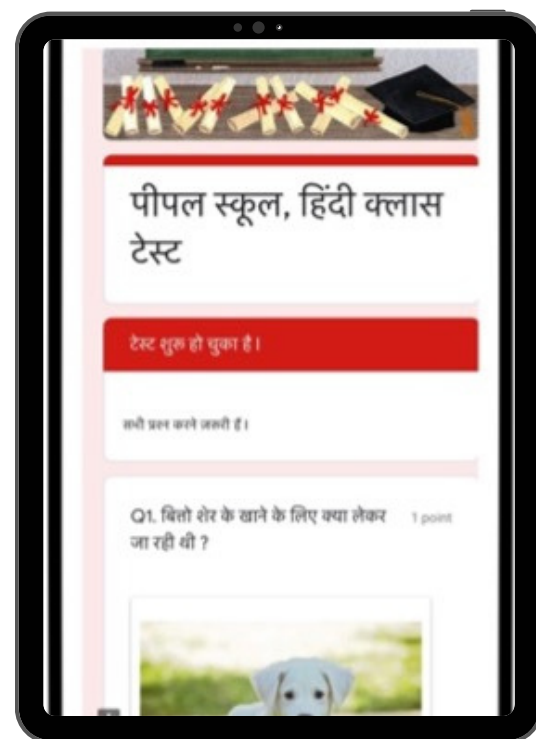 पीपल स्कूल, हिंदी क्लास
टेस्ट
टेस्ट शुरू हो चुका है।
सभी प्रश्न करने जरूरी हैं।
Q1. बित्तो शेर के खाने के लिए क्या लेकर
1 point
जा रही थी ?